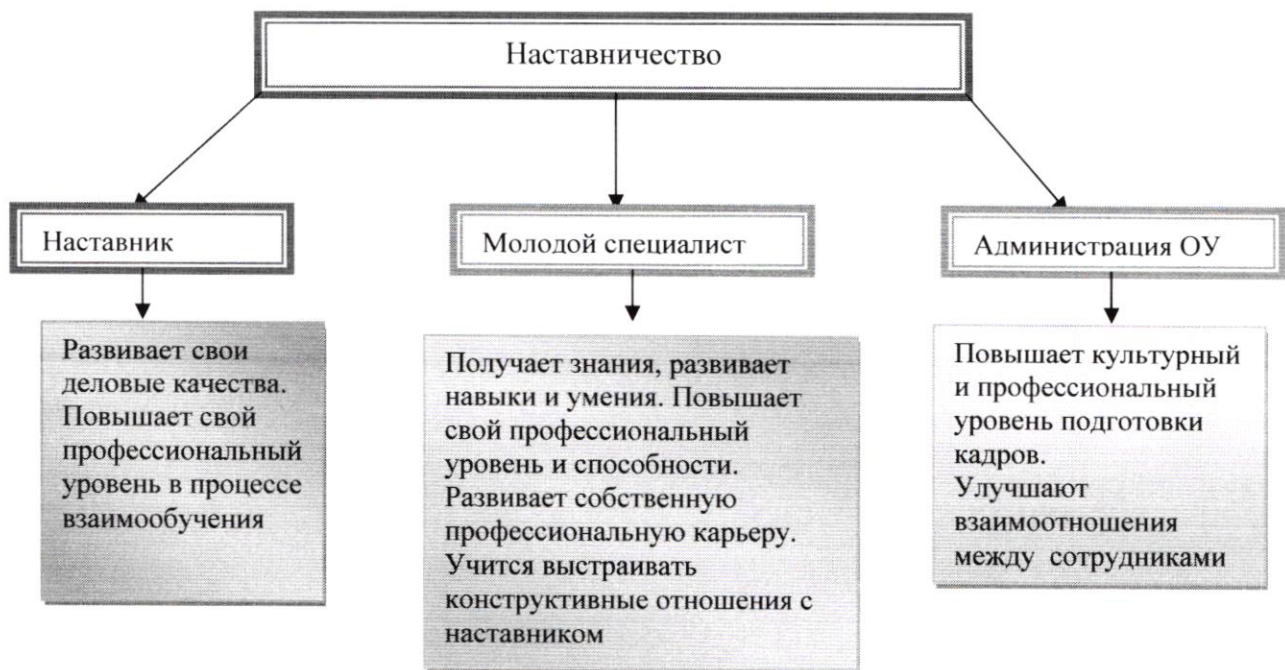 Наставничество
Наставник
Молодой специалист
Администрация ОУ
Развивает свои
деловые качества.
Повышает свой
профессиональный
уровень в процессе
взаимообучения
Получает знания, развивает
навыки и умения. Повышает
свой профессиональный
уровень и способности.
Развивает собственную
профессиональную карьеру.
Учится выстраивать
конструктивные отношения с
наставником
Повышает культурный
и профессиональный
уровень подготовки
кадров.
Улучшают
взаимоотношения
между сотрудниками